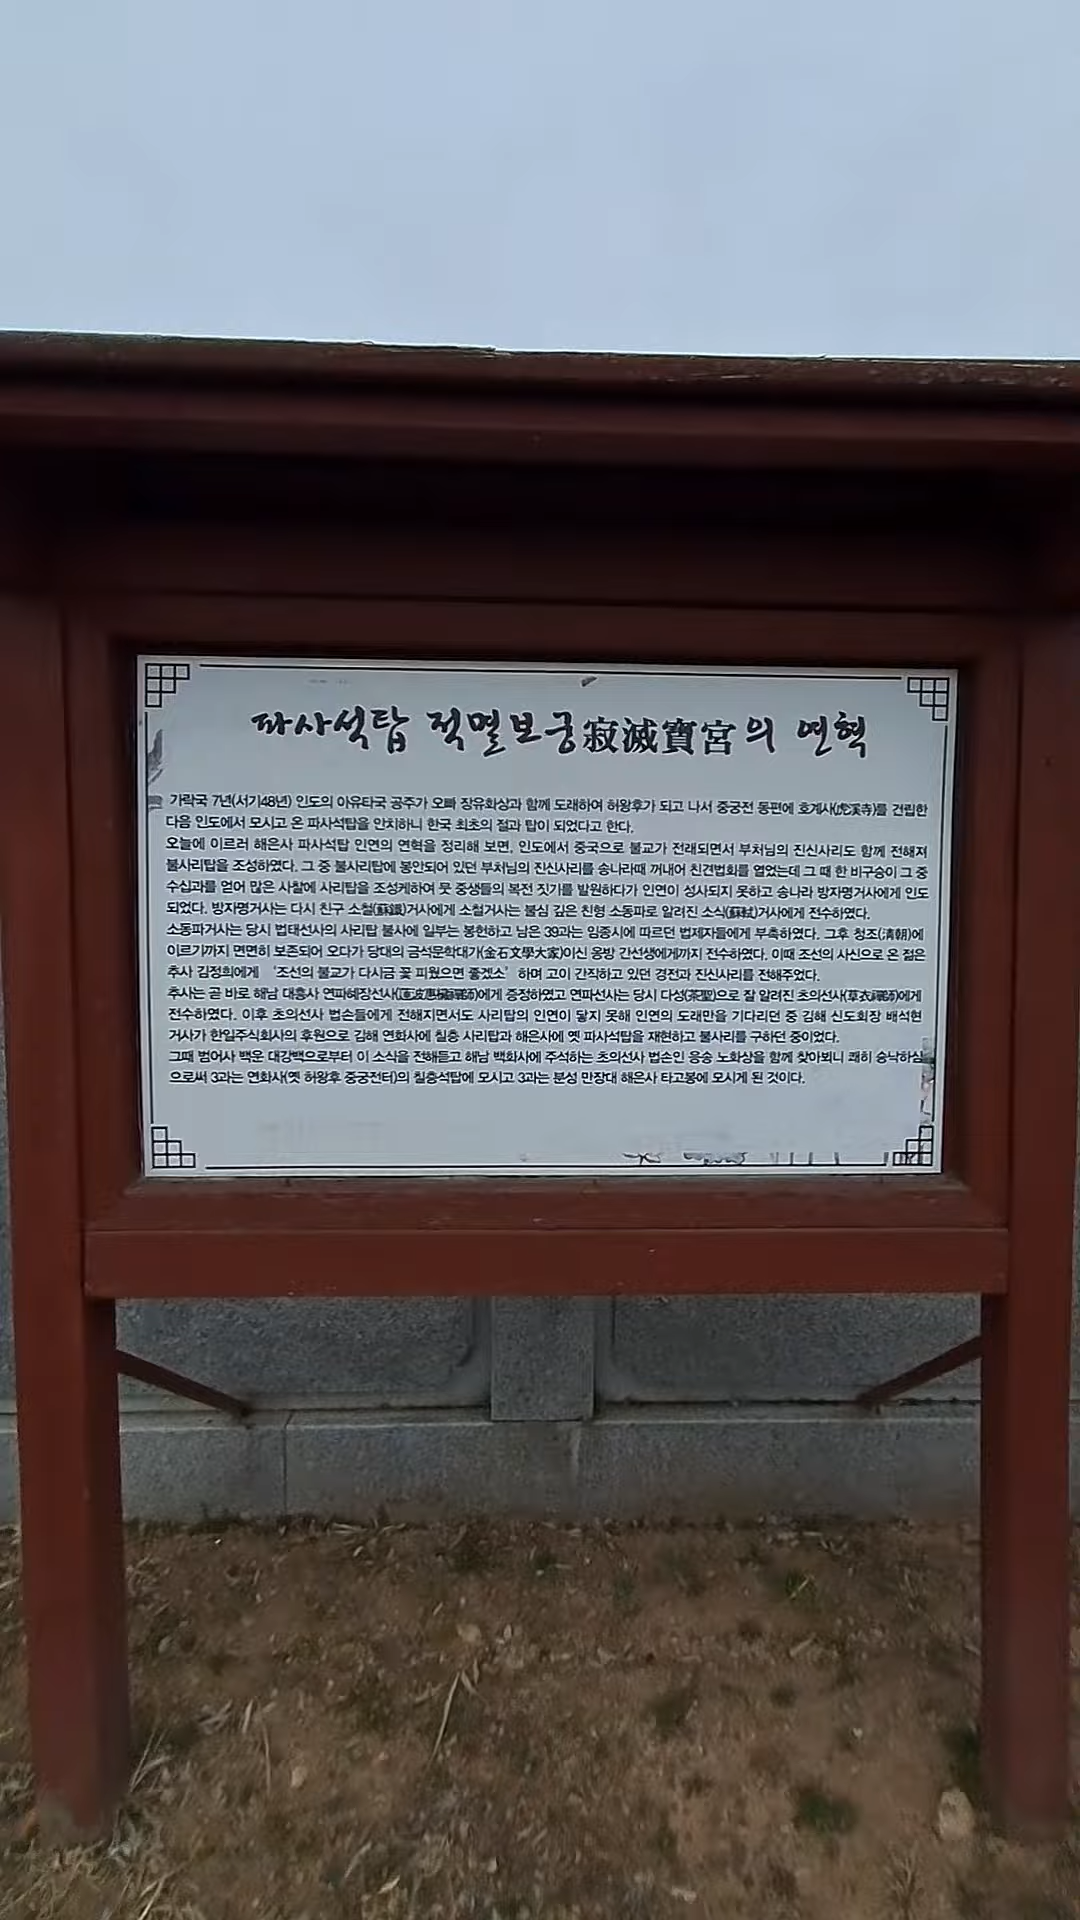 파사석탑 적멸보궁寂滅寶宮의 연혁
가락국 7년(서기48년) 인도의 아유타국 공주가 오빠 장유화상과 함께 도래하여 허왕후가 되고 나서 중궁전 동편에 호계사(虎溪寺)를 건립한
다음 인도에서 모시고 온 파사석탑을 안치하니 한국 최초의 절과 탑이 되었다고 한다.
오늘에 이르러 해은사 파사석탑 인연의 연혁을 정리해 보면, 인도에서 중국으로 불교가 전래되면서 부처님의 진신사리도 함께 전해져
불사리탑을 조성하였다. 그 중 불사리탑에 봉안되어 있던 부처님의 진신사리를 송나라때 꺼내어 친견법회를 열었는데 그 때 한 비구승이 그 중
수십과를 얻어 많은 사찰에 사리탑을 조성케하여 뭇 중생들의 복전 짓기를 발원하다가 인연이 성사되지 못하고 송나라 방자명거사에게 인도
되었다. 방자명거사는 다시 친구 소철(蘇鐵)거사에게 소철거사는 불심 깊은 친형 소동파로 알려진 소식(蘇軾)거사에게 전수하였다.
소동파거사는 당시 법태선사의 사리탑 불사에 일부는 봉헌하고 남은 39과는 임종시에 따르던 법제자들에게 부촉하였다. 그후 청조(淸朝)에
이르기까지 면면히 보존되어 오다가 당대의 금석문학대가(金石文學大家)이신 옹방 간선생에게까지 전수하였다. 이때 조선의 사신으로 온 젊은
추사 김정희에게 ‘조선의 불교가 다시금 꽃 피웠으면 좋겠소’ 하며 고이 간직하고 있던 경전과 진신사리를 전해주었다.
추사는 곧 바로 해남 대흥사 연파혜장선사에게 증정하였고 연파선사는 당시 다성(茶聖)으로 잘 알려진 초의선사(草衣禪師)에게
전수하였다. 이후 초의선사 법손들에게 전해지면서도 사리탑의 인연이 닿지 못해 인연의 도래만을 기다리던 중 김해 신도회장 배석현
거사가 한일주식회사의 후원으로 김해 연화사에 칠층 사리탑과 해은사에 옛 파사석탑을 재현하고 불사리를 구하던 중이었다.
그때 범어사 백운 대강백으로부터 이 소식을 전해듣고 해남 백화사에 주석하는 초의선사 법손인 응송 노화상을 함께 찾아뵈니 쾌히 승낙하심
으로써 3과는 연화사(옛 허왕후 중궁전터)의 칠층석탑에 모시고 3과는 분성 만장대 해은사 타고봉에 모시게 된 것이다.